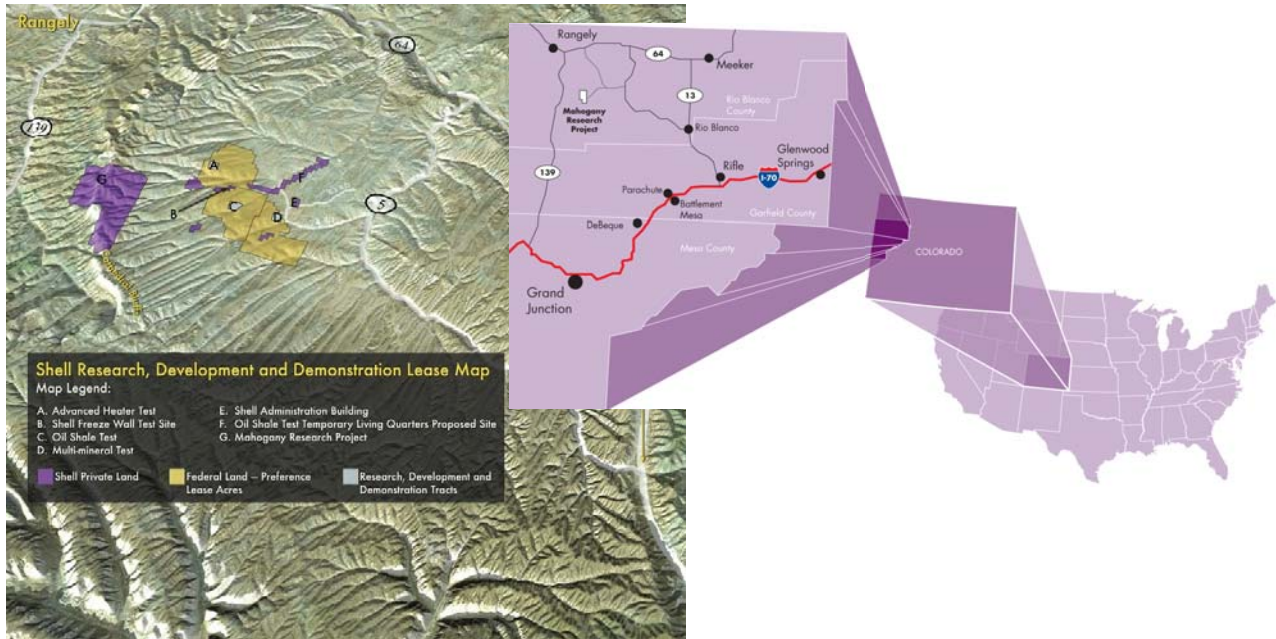 Rangely
64
139
A
G
F
B
E
C
D
5
Shell Research, Development and Demonstration Lease Map
Map Legend:
A. Advanced Heater Test
B. Shell Freeze Wall Test Site
C. Oil Shale Test
D. Multi-mineral Test
E. Shell Administration Building
F. Oil Shale Test Temporary Living Quarters Proposed Site
G. Mahogany Research Project
Shell Private Land
Federal Land – Preference
Lease Acres
Research, Development and
Demonstration Tracts
Rangely
64
Meeker
13
Mahogany
Research
Project
Rio Blanco
County
Rio Blanco
139
Glenwood
Springs
Rifle
I-70
Parachute
Battlement
Mesa
Garfield County
DeBeque
Mesa County
Grand
Junction
COLORADO